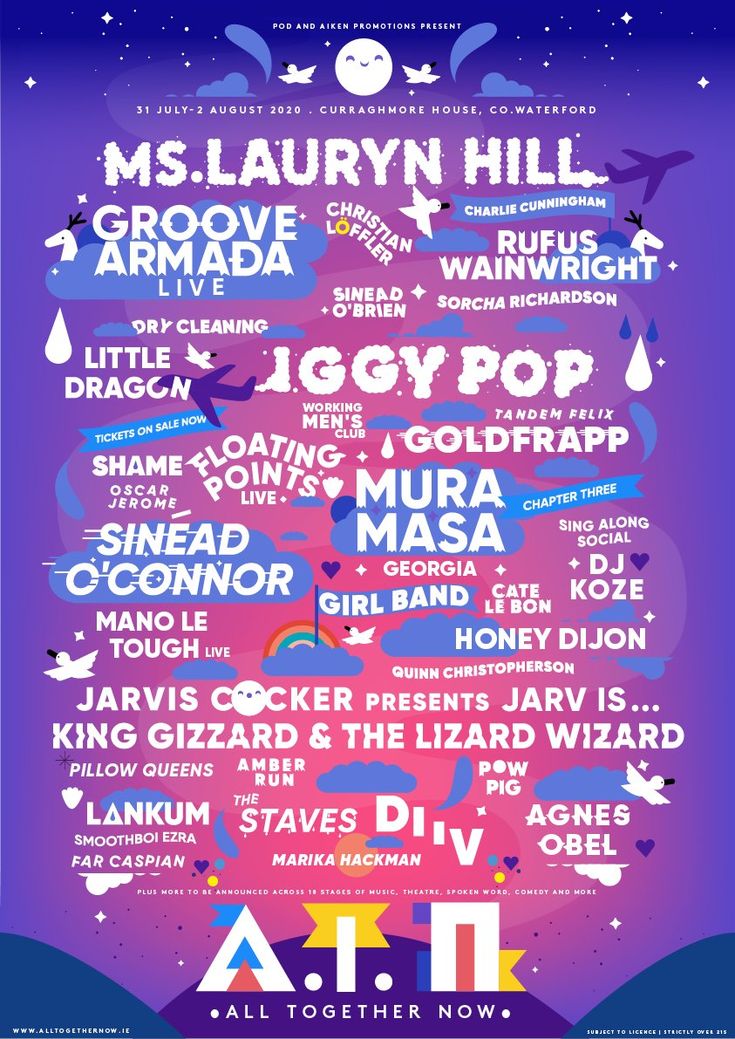 POD AND AIKEN PROMOTIONS PRESENT
31 JULY-2 AUGUST 2020 . CURRAGHMORE HOUSE, CO.WATERFORD
MS.LAURYN HILL
GROOVE
ARMADA
LIVE
CHRISTIAN
LÖFFLER
CHARLIE CUNNINGHAM
RUFUS
WAINWRIGHT
SINEAD
O'BRIEN
SORCHA RICHARDSON
DRY CLEANING
LITTLE
DRAGON
IGGY POP
TICKETS ON SALE NOW
WORKING
MEN'S
CLUB
TANDEM FELIX
GOLDFRAPP
SHAME
FLOATING
POINTS
LIVE
OSCAR
JEROME
MURA
MASA
CHAPTER THREE
SINÉAD
O'CONNOR
SING ALONG
SOCIAL
DJ
KOZE
GEORGIA
GIRL BAND
CATE
LE BON
MANO LE
TOUGH LIVE
HONEY DIJON
QUINN CHRISTOPHERSON
JARVIS COCKER PRESENTS JARV IS...
KING GIZZARD & THE LIZARD WIZARD
PILLOW QUEENS
AMBER
RUN
POW
PIG
LANKUM
THE
STAVES
DIIV
AGNES
OBEL
SMOOTHBOI EZRA
FAR CASPIAN
MARIKA HACKMAN
PLUS MORE TO BE ANNOUNCED ACROSS 18 STAGES OF MUSIC, THEATRE, SPOKEN WORD, COMEDY AND MORE
A.T.N
•ALL TOGETHER NOW•
WWW.ALLTOGETHERNOW.IE
SUBJECT TO LICENCE | STRICTLY OVER 21S